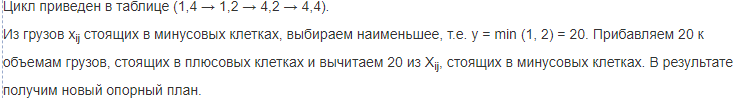 Цикл приведен в таблице (1,4 → 1,2 → 4,2 → 4,4).
Из грузов xij стоящих в минусовых клетках, выбираем наименьшее, т.е. y = min (1, 2) = 20. Прибавляем 20 к
объемам грузов, стоящих в плюсовых клетках и вычитаем 20 из Xij, стоящих в минусовых клетках. В результате
получим новый опорный план.